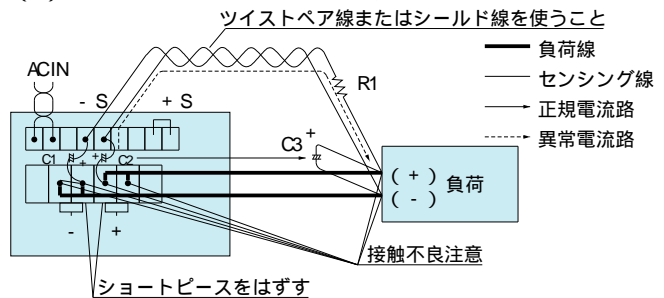 ツイストペア線またはシールド線を使うこと
ACIN
- S
+ S
R1
負荷線
センシング線
正規電流路
異常電流路
C1
+
+
C2
C3
+
(+)
(-)
負荷
-
+
接触不良注意
ショートピースをはずす